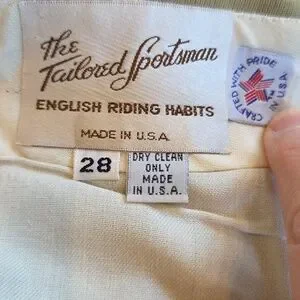 The
Tailored Sportsman
ENGLISH RIDING HABITS
MADE IN U.S.A.
CRAFTED WITH PRIDE
IN U.S.A.
28
DRY CLEAN
ONLY
MADE
IN U.S.A.